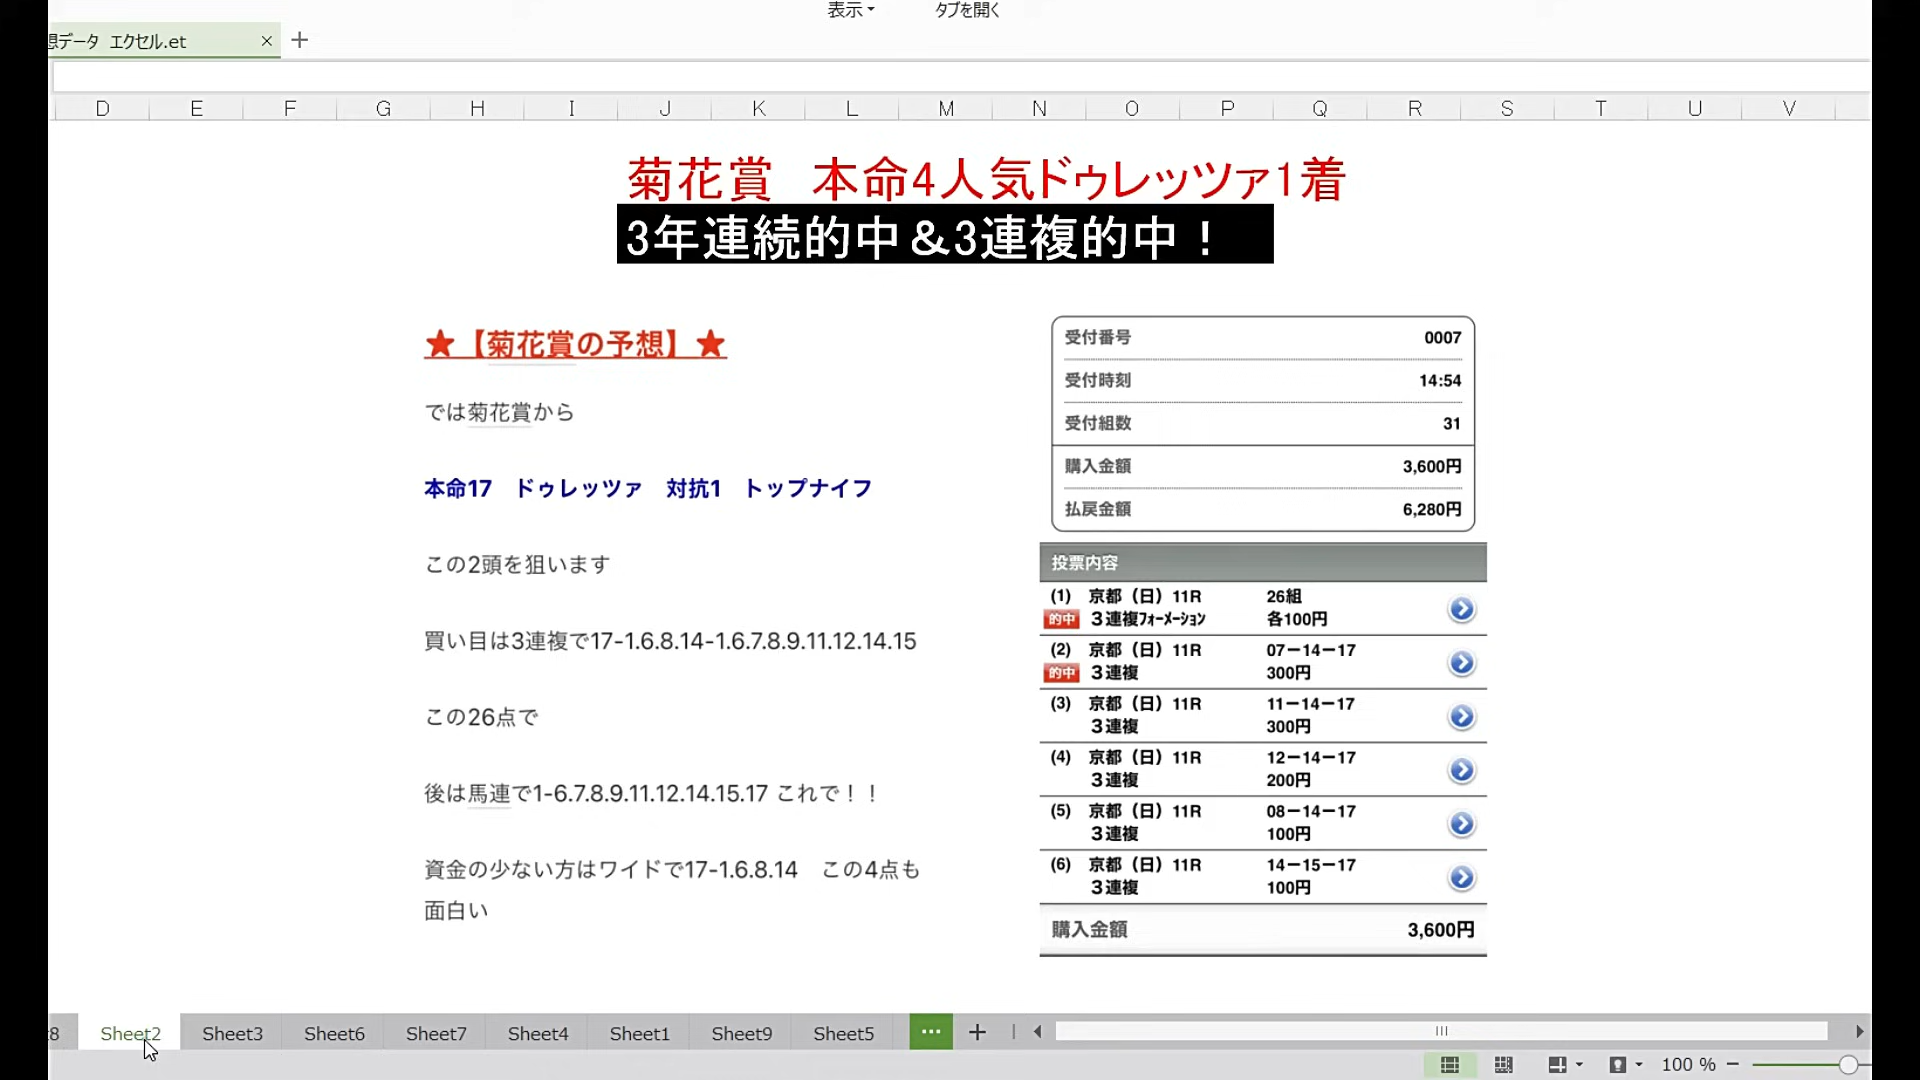 表示
タブを開く
想データ エクセル.et
D E F G H I J K L M N O P Q R S T U V
菊花賞 本命4人気ドゥレッツァ1着
3年連続的中&3連複的中！
★【菊花賞の予想】★
では菊花賞から
本命17 ドゥレッツァ 対抗1 トップナイフ
この2頭を狙います
買い目は3連複で17-1.6.8.14-1.6.7.8.9.11.12.14.15
この26点で
後は馬連で1-6.7.8.9.11.12.14.15.17 これで！！
資金の少ない方はワイドで17-1.6.8.14 この4点も
面白い
受付番号 0007
受付時刻 14:54
受付組数 31
購入金額 3,600円
払戻金額 6,280円
投票内容
(1) 京都（日）11R 26組
的中 3連複フォーメーション 各100円
(2) 京都（日）11R 07－14－17
的中 3連複 300円
(3) 京都（日）11R 11－14－17
3連複 300円
(4) 京都（日）11R 12－14－17
3連複 200円
(5) 京都（日）11R 08－14－17
3連複 100円
(6) 京都（日）11R 14－15－17
3連複 100円
購入金額 3,600円
8 Sheet2 Sheet3 Sheet6 Sheet7 Sheet4 Sheet1 Sheet9 Sheet5 ··· +
100 %